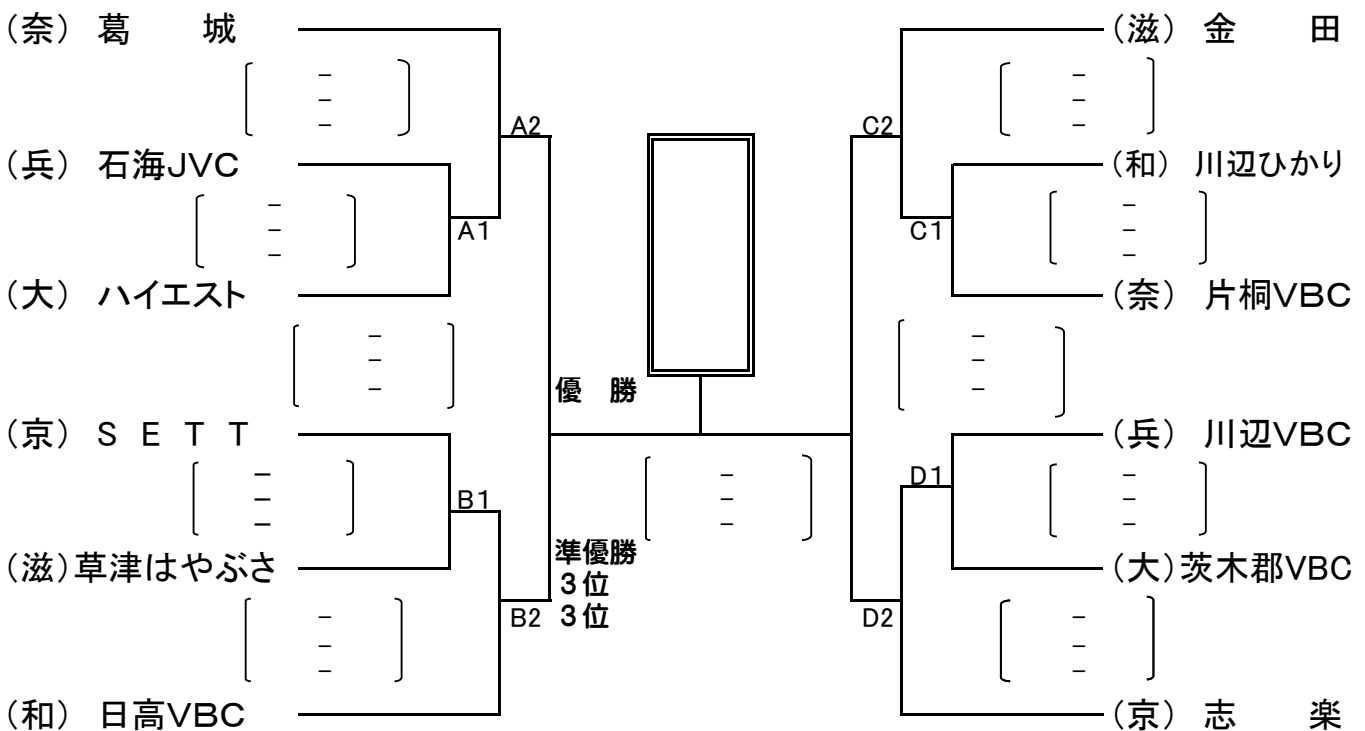 （奈） 葛　　城
－
－
－
A2
（兵） 石海JVC
－
－
－
A1
（大） ハイエスト
－
－
－
（京） S E T T
－
－
－
B1
（滋）草津はやぶさ
－
－
－
B2
（和） 日高VBC
優　勝
－
－
－
準優勝
3位
3位
（滋） 金　　田
－
－
－
C2
（和） 川辺ひかり
－
－
－
C1
（奈） 片桐VBC
－
－
－
（兵） 川辺VBC
－
－
－
D1
（大）茨木郡VBC
－
－
－
D2
（京） 志　　楽